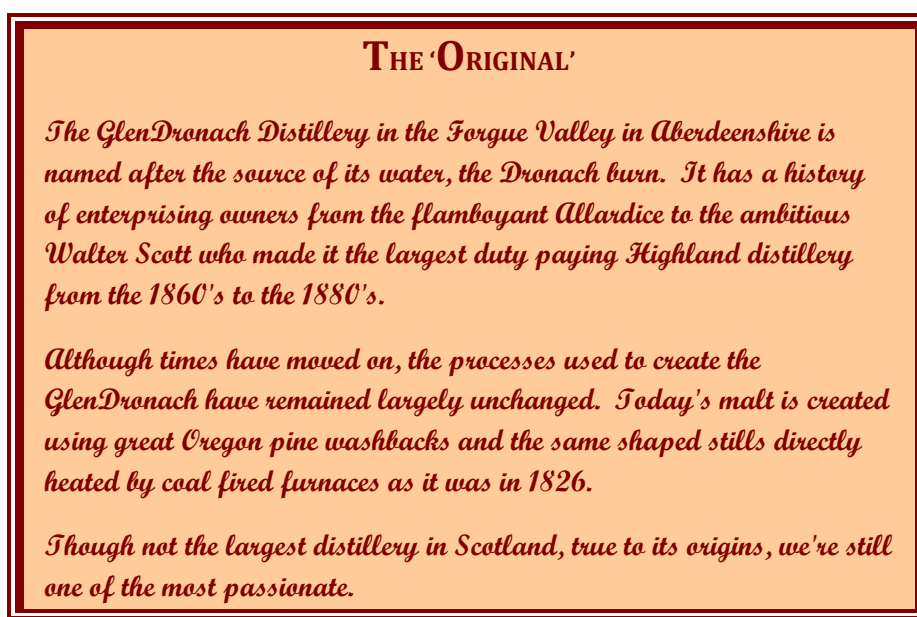 THE 'ORIGINAL'
The GlenDronach Distillery in the Forgue Valley in Aberdeenshire is
named after the source of its water, the Dronach burn.  It has a history
of enterprising owners from the flamboyant Allardice to the ambitious
Walter Scott who made it the largest duty paying Highland distillery
from the 1860's to the 1880's.
Although times have moved on, the processes used to create the
GlenDronach have remained largely unchanged.  Today's malt is created
using great Oregon pine washbacks and the same shaped stills directly
heated by coal fired furnaces as it was in 1826.
Though not the largest distillery in Scotland, true to its origins, we're still
one of the most passionate.